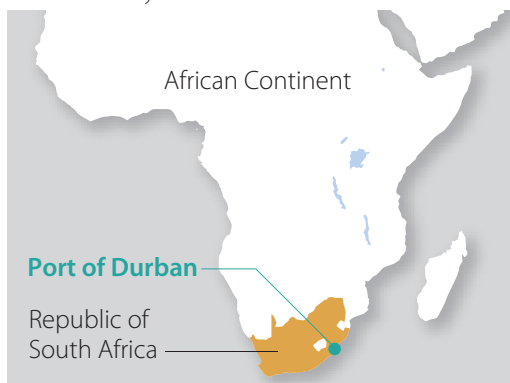 African Continent
Port of Durban
Republic of
South Africa